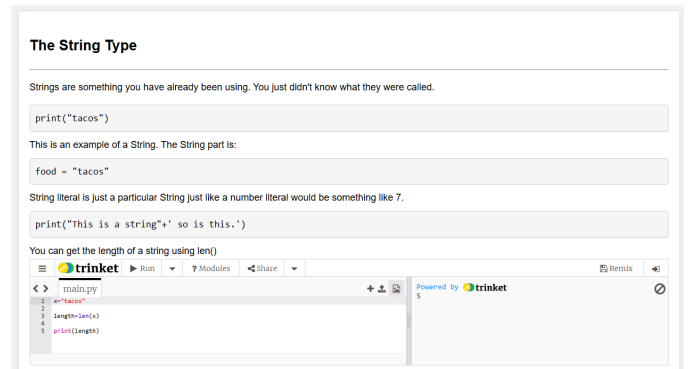 The String Type
Strings are something you have already been using. You just didn't know what they were called.
print("tacos")
This is an example of a String. The String part is:
food = "tacos"
String literal is just a particular String just like a number literal would be something like 7.
print("This is a string"+' so is this.')
You can get the length of a string using len()
trinket Run ? Modules Share Remix
main.py
1 x="tacos"
2
3 length=len(x)
4
5 print(length)
Powered by trinket
5